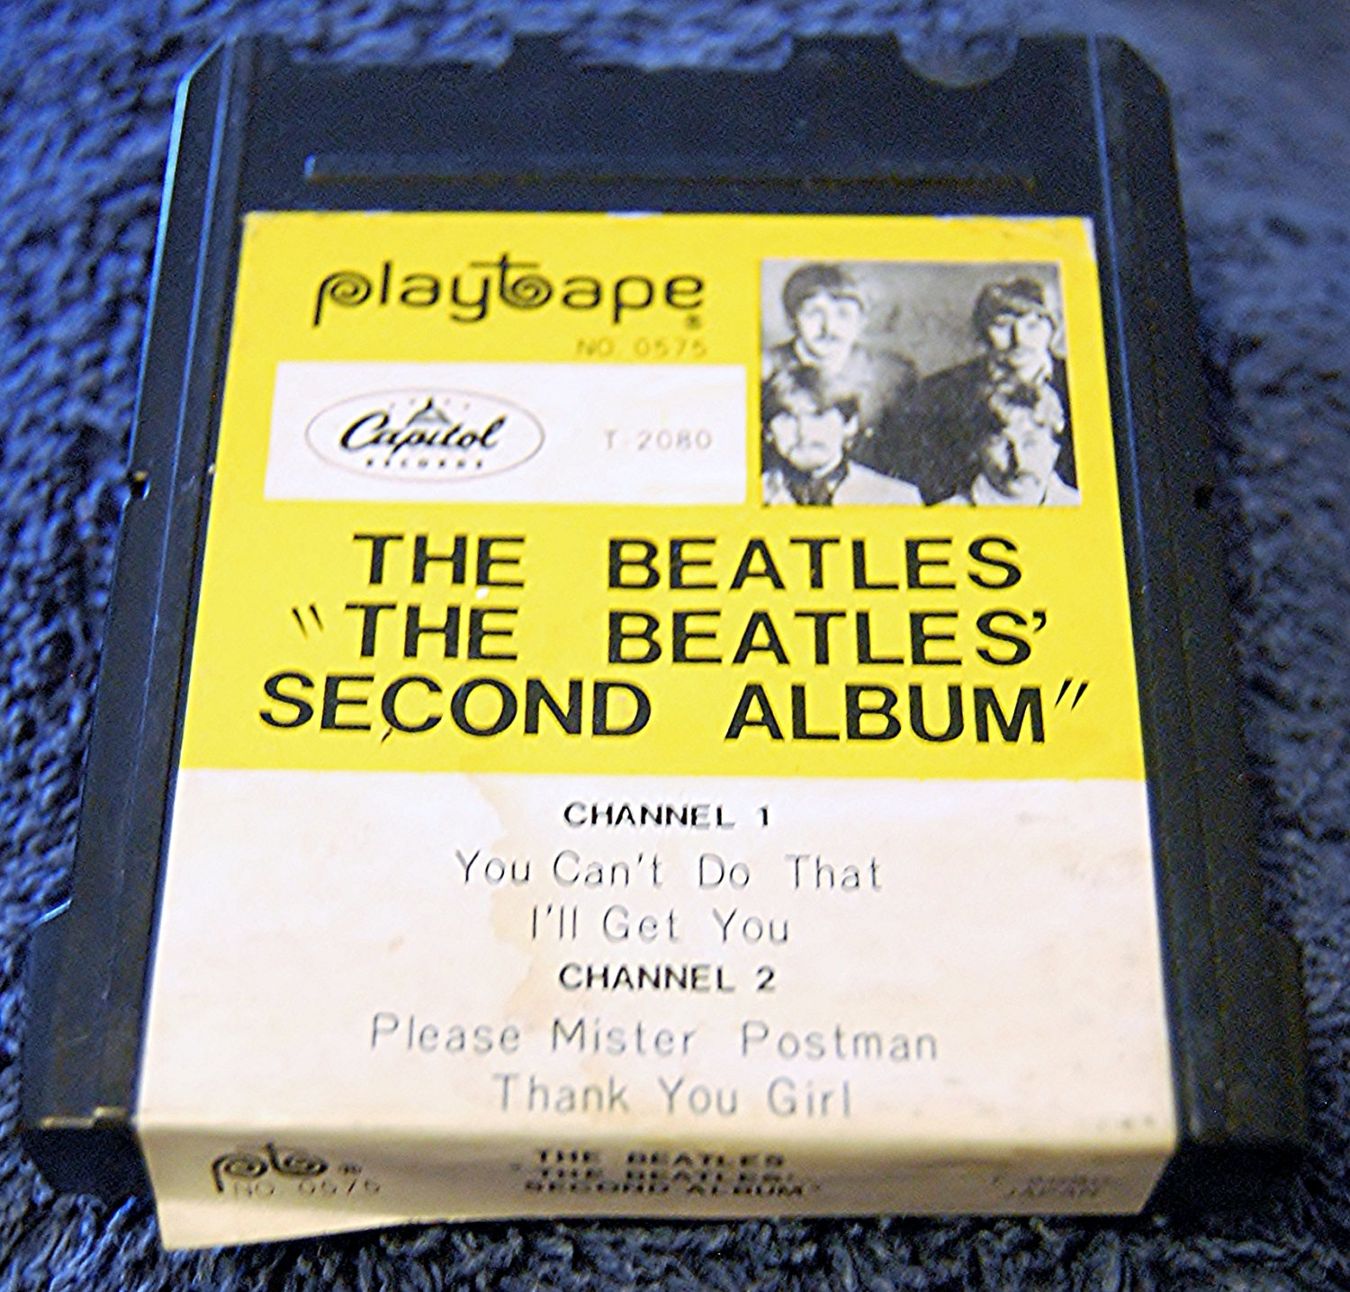 playtape
®
NO. 0575
Capitol
RECORDS
T-2080
THE BEATLES
"THE BEATLES'
SECOND ALBUM"
CHANNEL 1
You Can't Do That
I'll Get You
CHANNEL 2
Please Mister Postman
Thank You Girl
pt ®
NO. 0575
THE BEATLES
"THE BEATLES'
SECOND ALBUM"
JAPAN